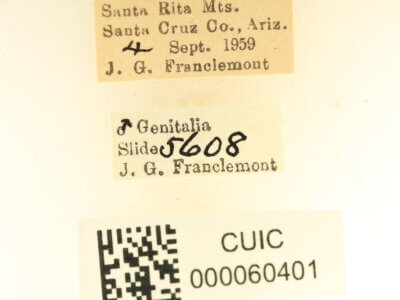 Santa Rita Mts.
Santa Cruz Co., Ariz.
4 Sept. 1959
J. G. Franclemont
♂ Genitalia
Slide 5608
J. G. Franclemont
CUIC
000060401